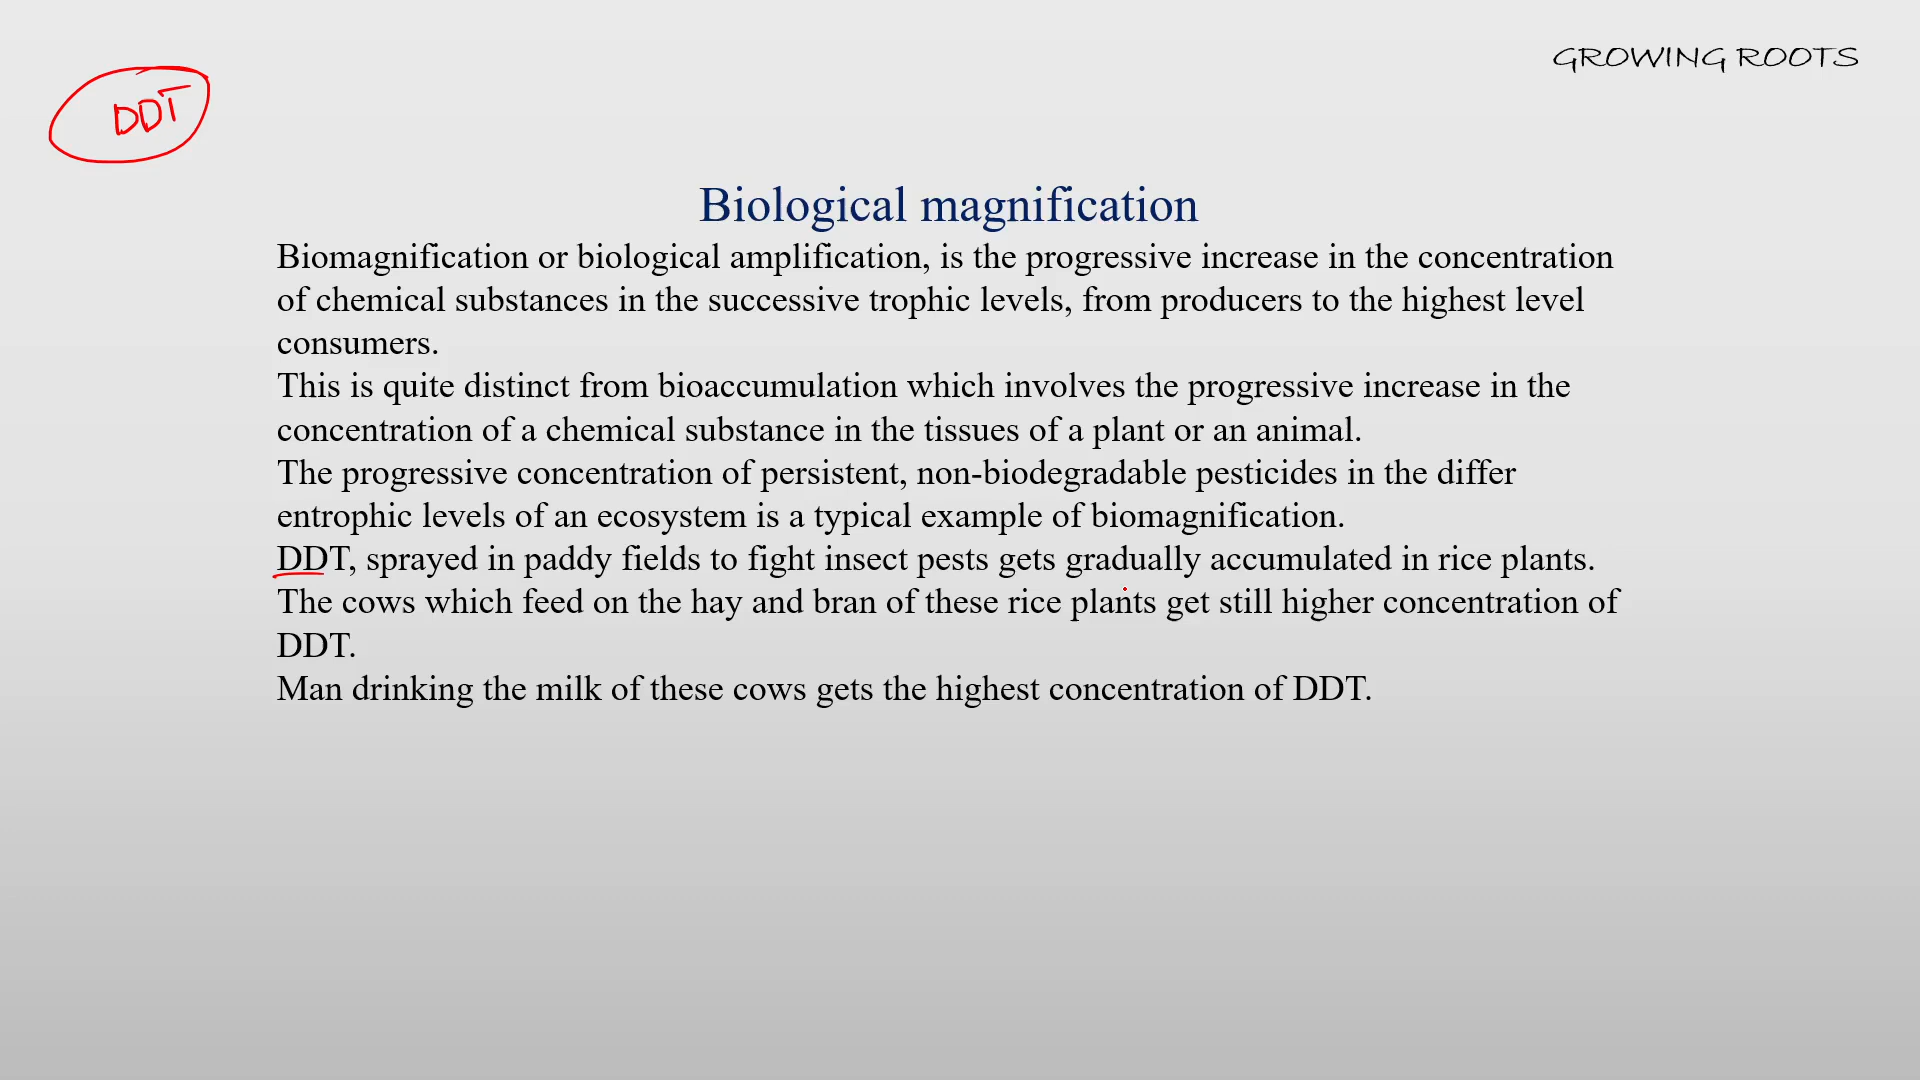 GROWING ROOTS
DDT
Biological magnification
Biomagnification or biological amplification, is the progressive increase in the concentration
of chemical substances in the successive trophic levels, from producers to the highest level
consumers.
This is quite distinct from bioaccumulation which involves the progressive increase in the
concentration of a chemical substance in the tissues of a plant or an animal.
The progressive concentration of persistent, non-biodegradable pesticides in the differ
entrophic levels of an ecosystem is a typical example of biomagnification.
DDT, sprayed in paddy fields to fight insect pests gets gradually accumulated in rice plants.
The cows which feed on the hay and bran of these rice plants get still higher concentration of
DDT.
Man drinking the milk of these cows gets the highest concentration of DDT.